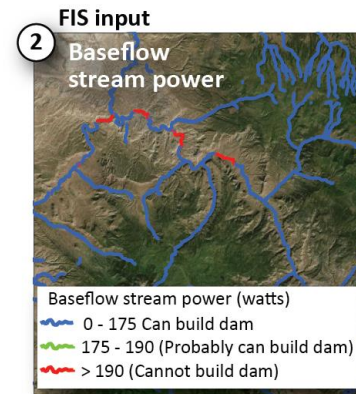 FIS input
2
Baseflow
stream power
Baseflow stream power (watts)
0 - 175 Can build dam
175 - 190 (Probably can build dam)
> 190 (Cannot build dam)